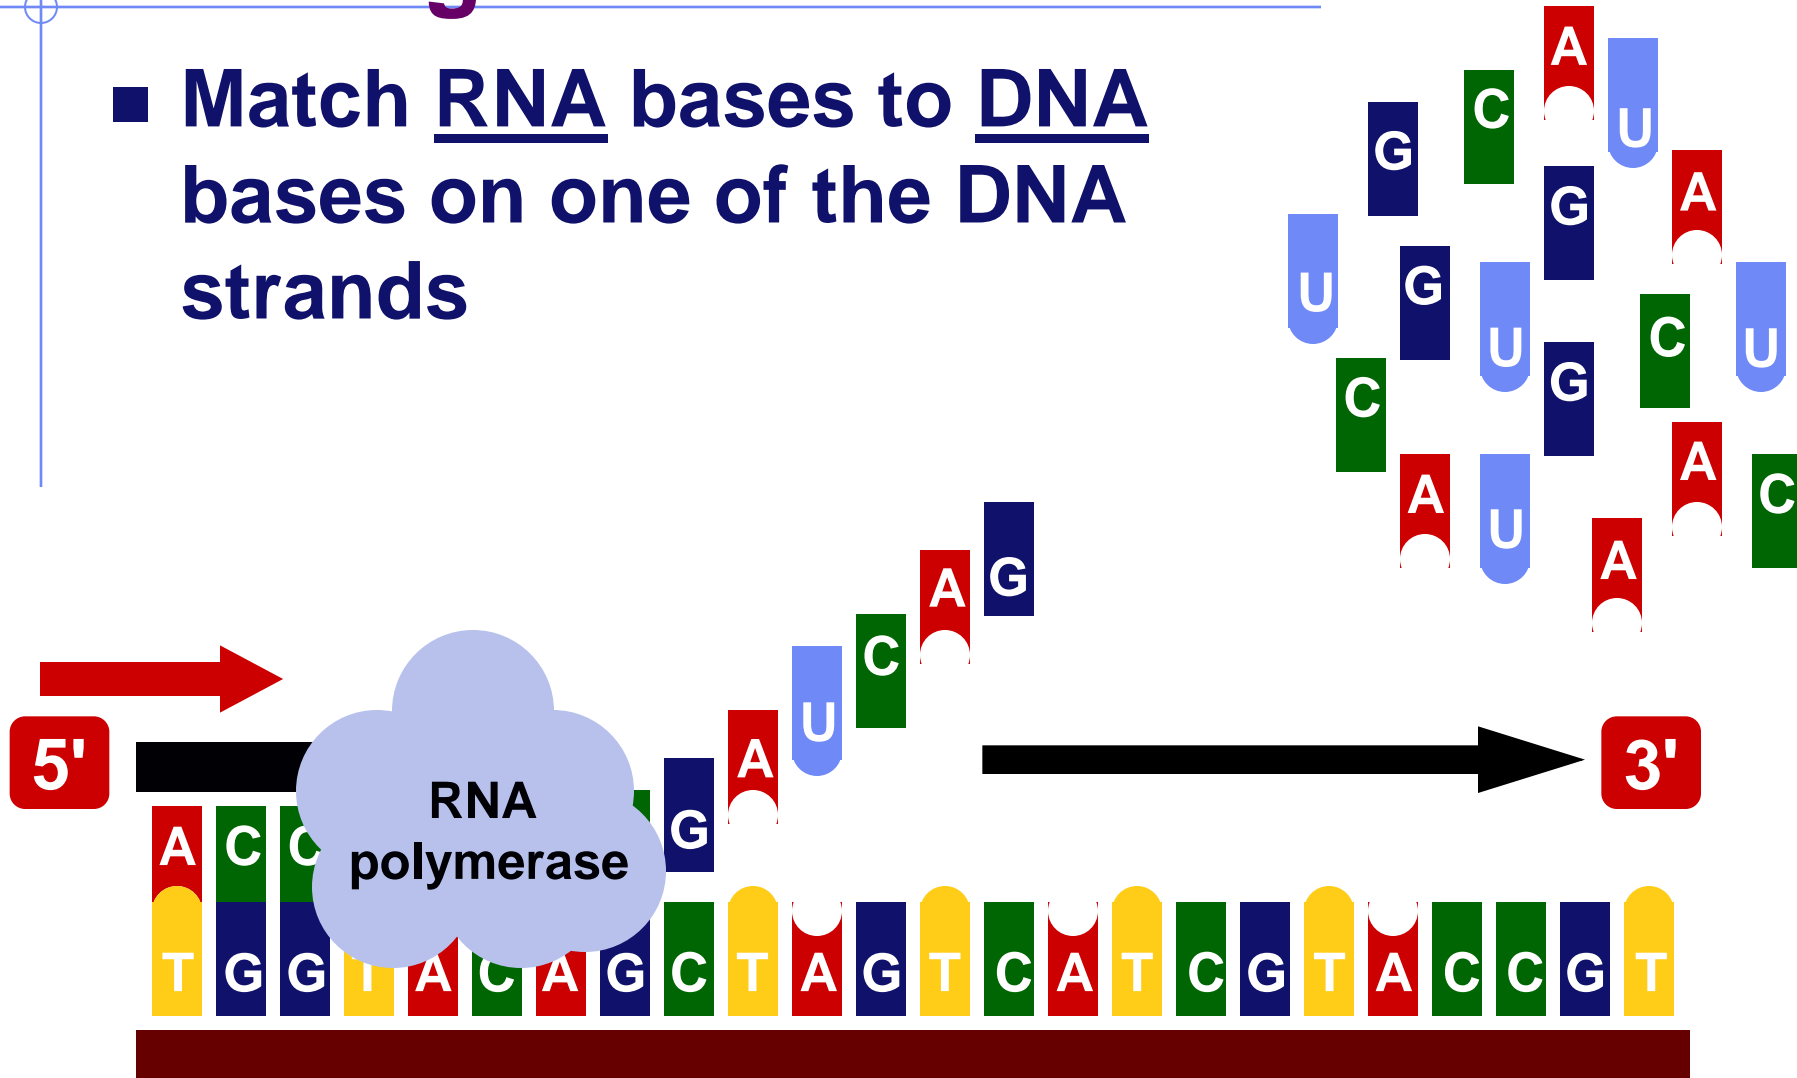 Match RNA bases to DNA
bases on one of the DNA
strands
A
U
C
G
A
G
U
G
U
C
U
G
C
A
C
A
U
A
G
A
C
U
A
G
5'
3'
RNA
polymerase
A C C
T G G T A C A G C T A G T C A T C G T A C C G T